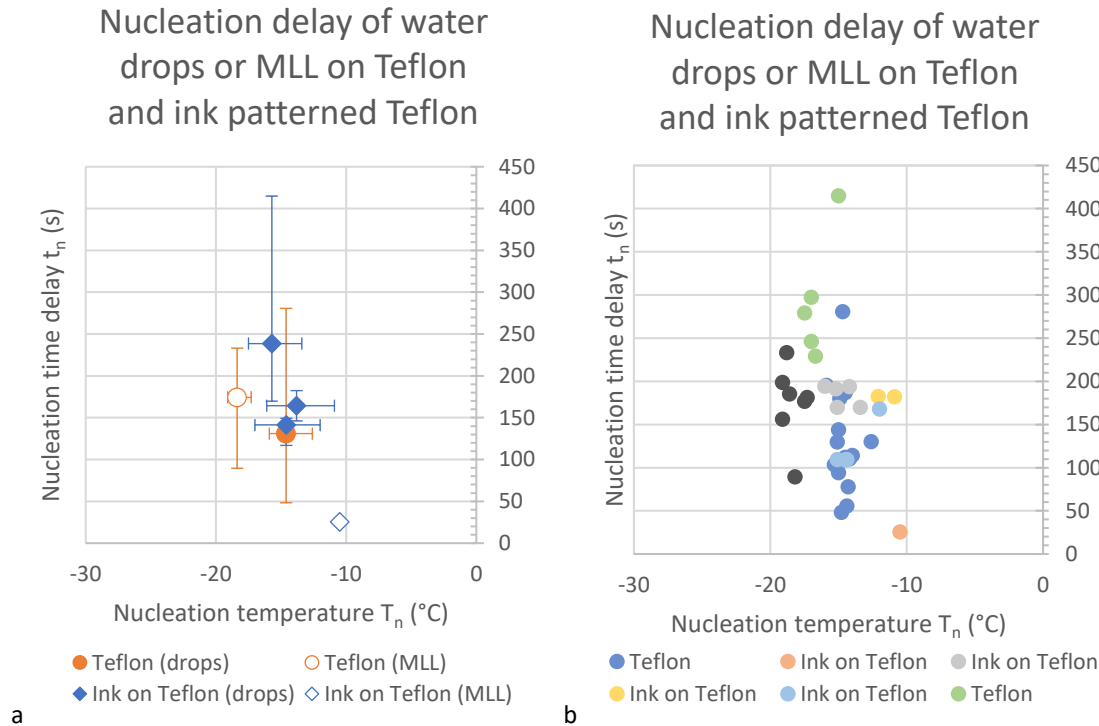 Nucleation delay of water
drops or MLL on Teflon
and ink patterned Teflon
450
400
350
300
250
200
150
100
50
0
Nucleation time delay t_n (s)
-30
-20
-10
0
Nucleation temperature T_n (°C)
Teflon (drops)
Teflon (MLL)
Ink on Teflon (drops)
Ink on Teflon (MLL)
a
Nucleation delay of water
drops or MLL on Teflon
and ink patterned Teflon
450
400
350
300
250
200
150
100
50
0
Nucleation time delay t_n (s)
-30
-20
-10
0
Nucleation temperature T_n (°C)
Teflon
Ink on Teflon
Ink on Teflon
Ink on Teflon
Ink on Teflon
Teflon
b